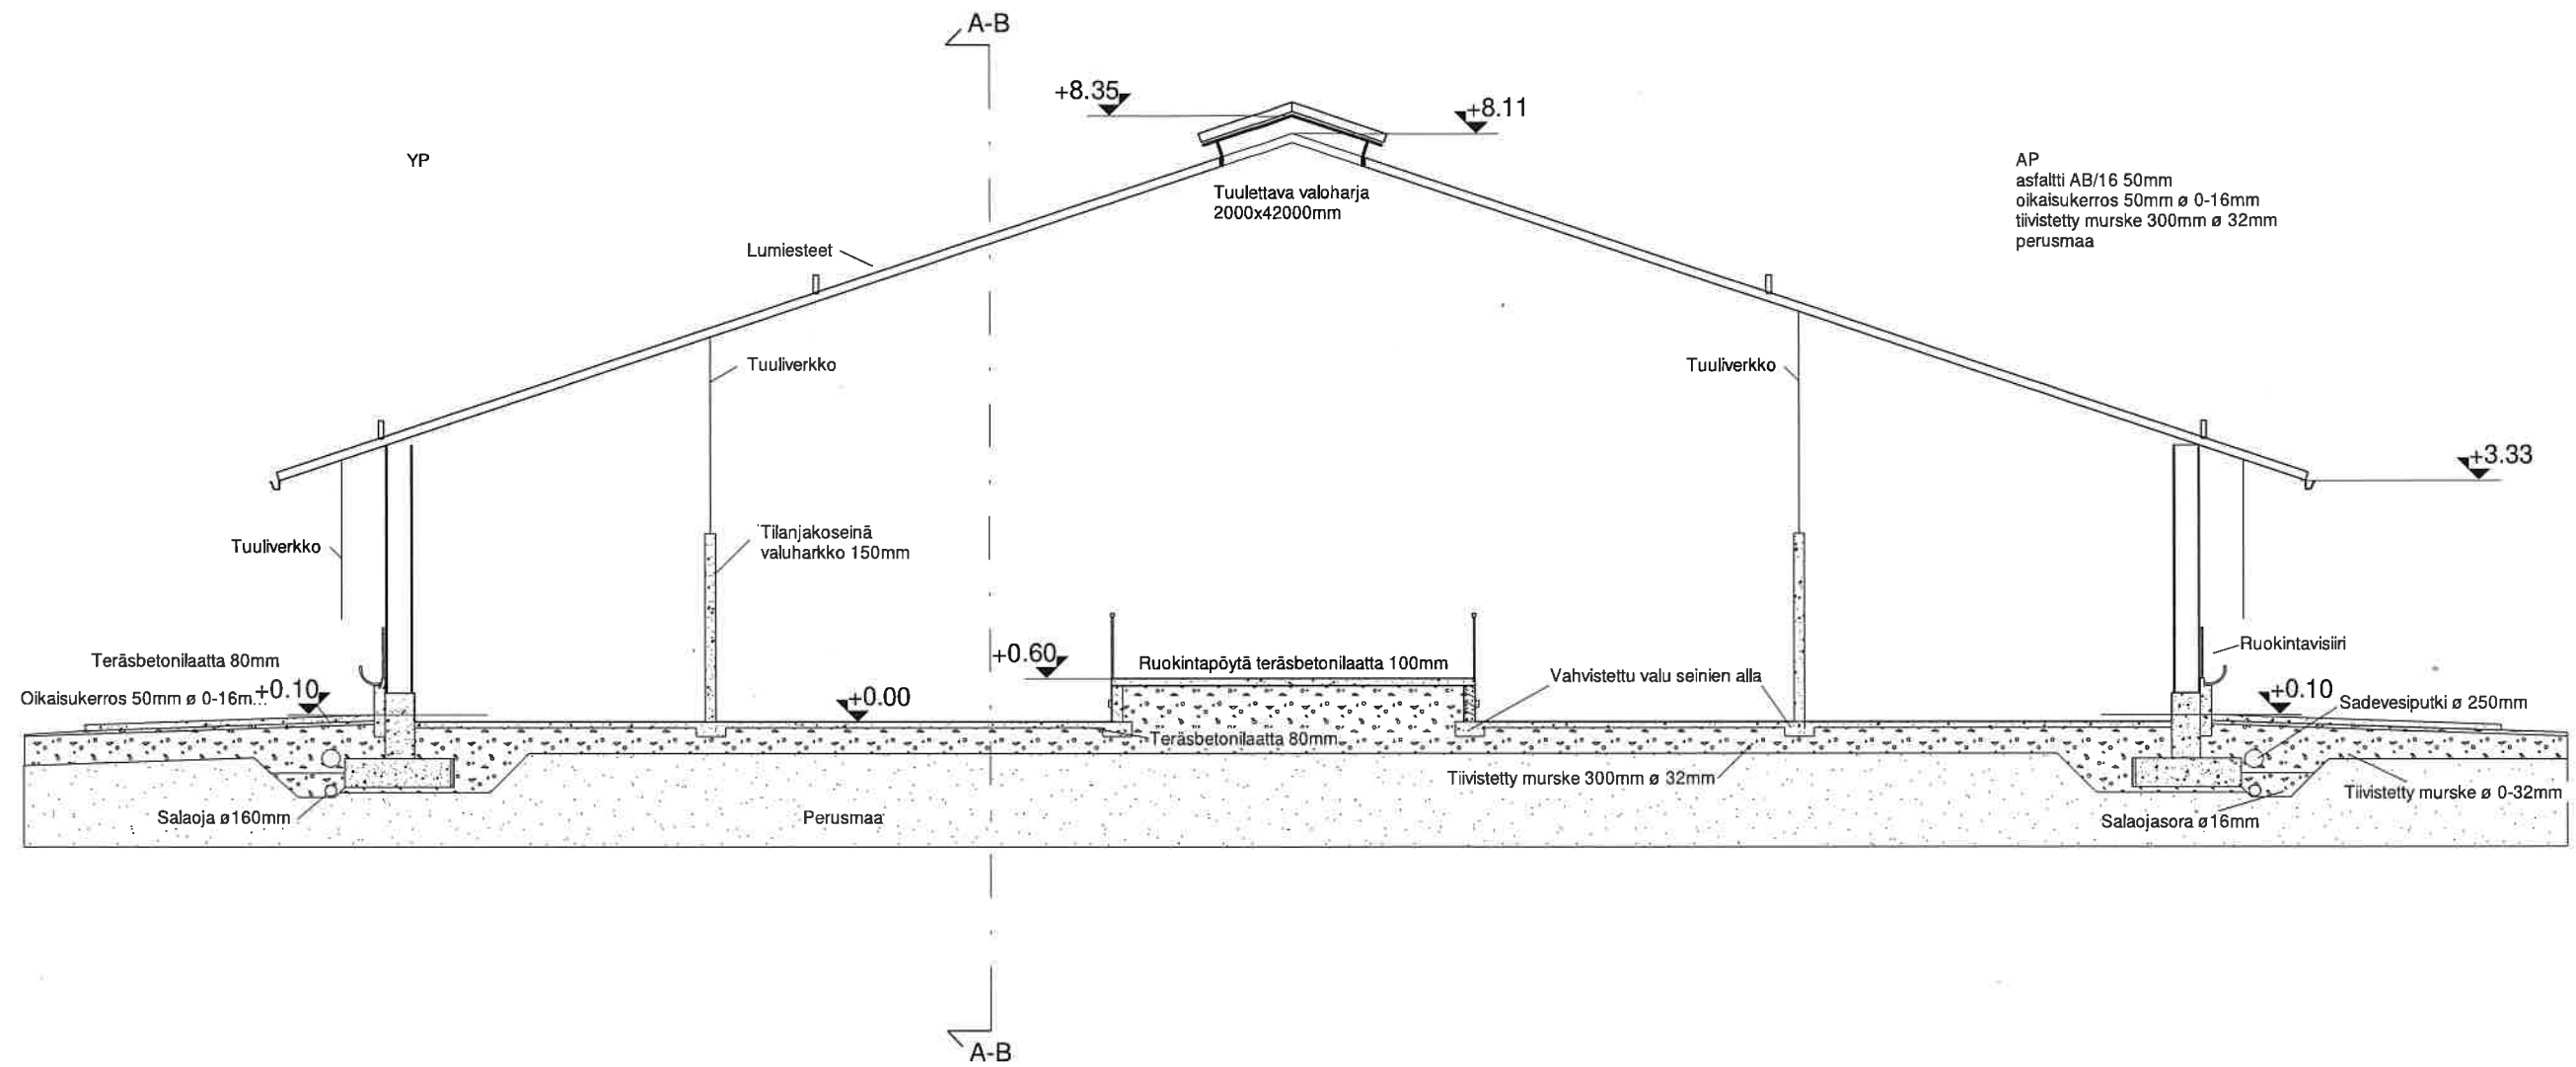 A-B
+8.35
+8.11
YP
AP
asfaltti AB/16 50mm
oikaisukerros 50mm ø 0-16mm
tiivistetty murske 300mm ø 32mm
perusmaa
Tuulettava valoharja
2000x42000mm
Lumiesteet
Tuuliverkko
Tuuliverkko
+3.33
Tuuliverkko
Tilanjakoseinä
valuharkko 150mm
Teräsbetonilaatta 80mm
+0.60
Ruokintapöytä teräsbetonilaatta 100mm
Vahvistettu valu seinien alla
Ruokintavisiiri
Oikaisukerros 50mm ø 0-16m...
+0.10
+0.00
+0.10
Sadevesiputki ø 250mm
Teräsbetonilaatta 80mm
Tiivistetty murske 300mm ø 32mm
Tiivistetty murske ø 0-32mm
Salaoja ø160mm
Perusmaa
Salaojasora ø16mm
A-B